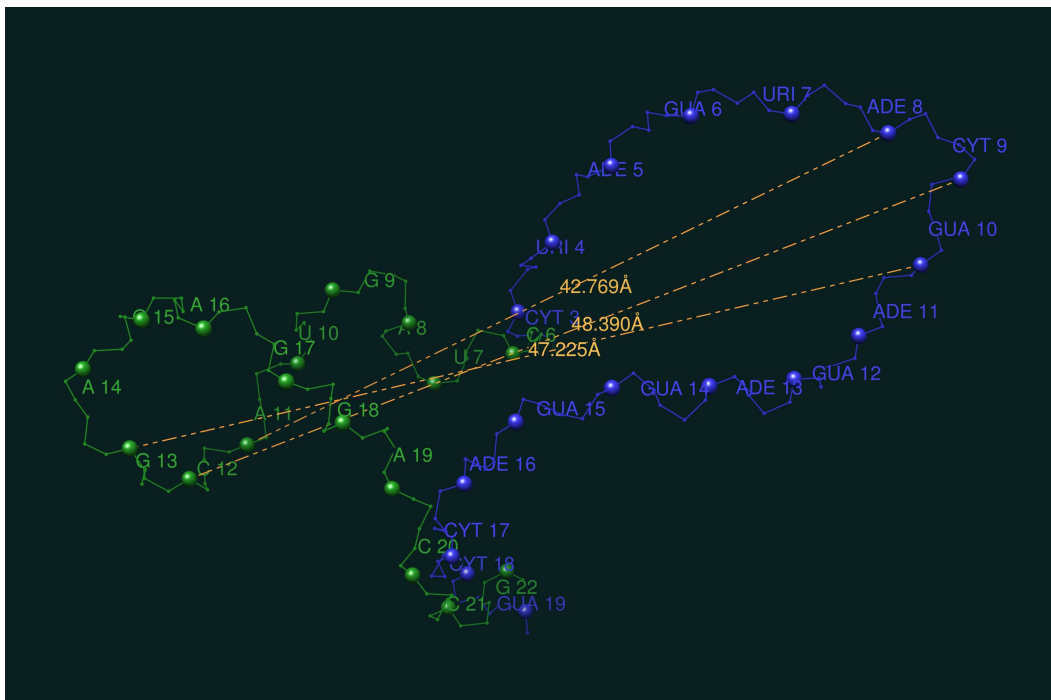 URI 7
GUA 6
ADE 8
CYT 9
ADE 5
GUA 10
URI 4
G 9
42.769Å
A 16
ADE 11
G 15
CYT 3
48.390Å
A 8
U 10
C 6
47.225Å
G 17
U 7
GUA 12
A 14
GUA 14
ADE 13
GUA 15
A 11
G 18
A 19
G 13
C 12
ADE 16
CYT 17
C 20
CYT 18
G 22
C 21
GUA 19